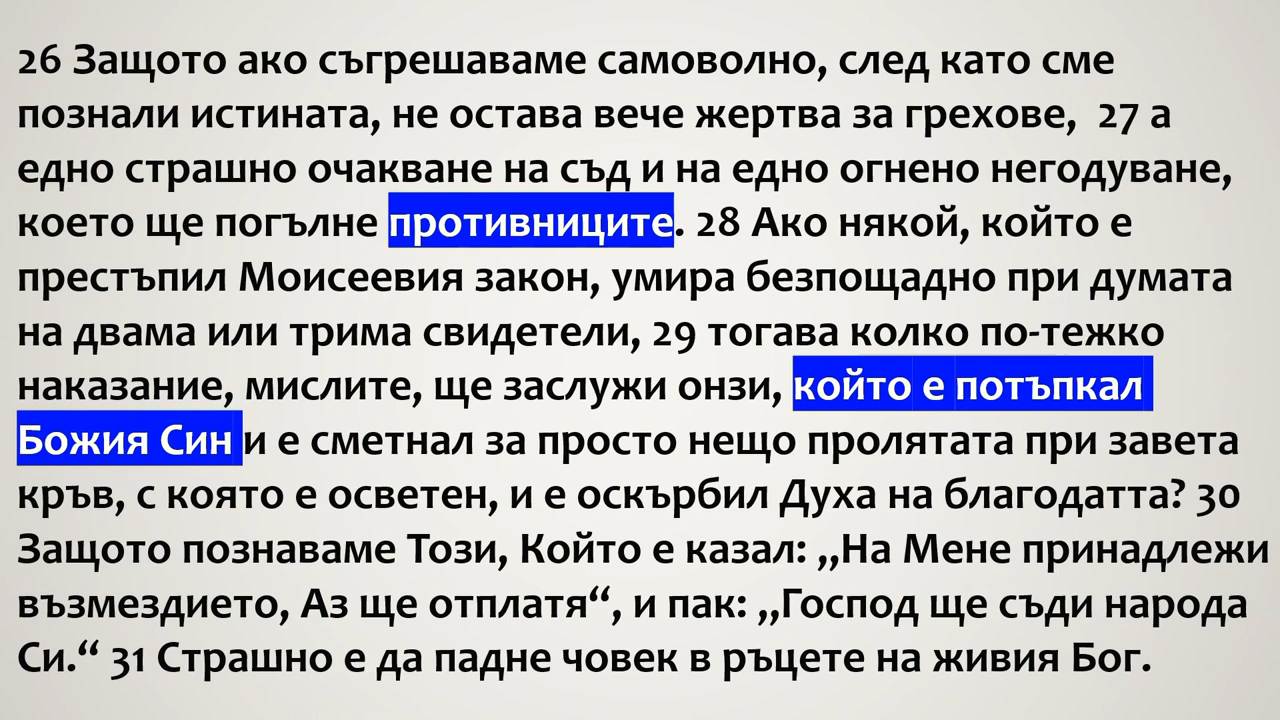 26 Защото ако съгрешаваме самоволно, след като сме
познали истината, не остава вече жертва за грехове,  27 а
едно страшно очакване на съд и на едно огнено негодуване,
което ще погълне противниците. 28 Ако някой, който е
престъпил Моисеевия закон, умира безпощадно при думата
на двама или трима свидетели, 29 тогава колко по-тежко
наказание, мислите, ще заслужи онзи, който е потъпкал
Божия Син и е сметнал за просто нещо пролятата при завета
кръв, с която е осветен, и е оскърбил Духа на благодатта? 30
Защото познаваме Този, Който е казал: „На Мене принадлежи
възмездието, Аз ще отплатя“, и пак: „Господ ще съди народа
Си.“ 31 Страшно е да падне човек в ръцете на живия Бог.